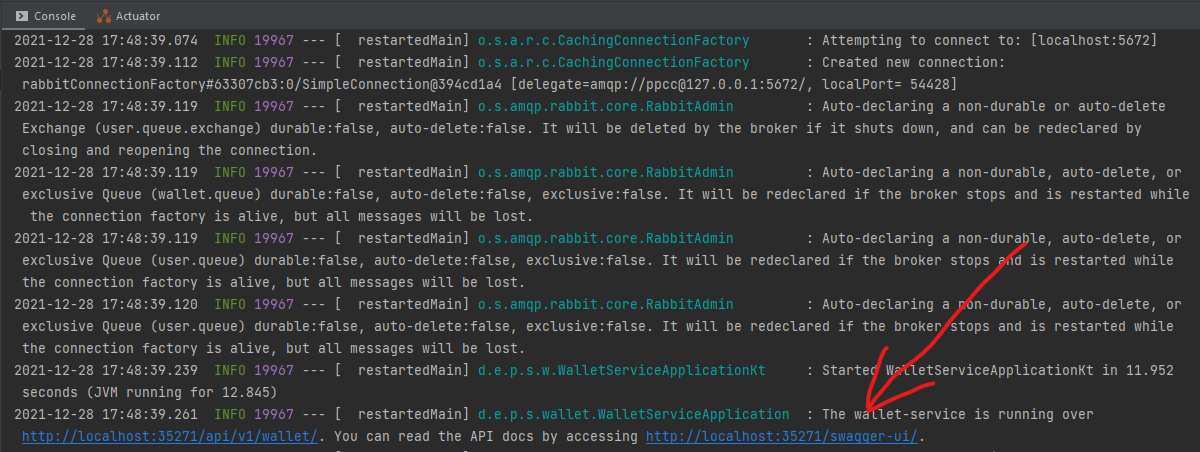 Console Actuator
2021-12-28 17:48:39.074  INFO 19967 --- [  restartedMain] o.s.a.r.c.CachingConnectionFactory       : Attempting to connect to: [localhost:5672]
2021-12-28 17:48:39.112  INFO 19967 --- [  restartedMain] o.s.a.r.c.CachingConnectionFactory       : Created new connection:
rabbitConnectionFactory#63307cb3:0/SimpleConnection@394cd1a4 [delegate=amqp://ppcc@127.0.0.1:5672/, localPort= 54428]
2021-12-28 17:48:39.119  INFO 19967 --- [  restartedMain] o.s.amqp.rabbit.core.RabbitAdmin         : Auto-declaring a non-durable or auto-delete
Exchange (user.queue.exchange) durable:false, auto-delete:false. It will be deleted by the broker if it shuts down, and can be redeclared by
closing and reopening the connection.
2021-12-28 17:48:39.119  INFO 19967 --- [  restartedMain] o.s.amqp.rabbit.core.RabbitAdmin         : Auto-declaring a non-durable, auto-delete, or
exclusive Queue (wallet.queue) durable:false, auto-delete:false, exclusive:false. It will be redeclared if the broker stops and is restarted while
the connection factory is alive, but all messages will be lost.
2021-12-28 17:48:39.119  INFO 19967 --- [  restartedMain] o.s.amqp.rabbit.core.RabbitAdmin         : Auto-declaring a non-durable, auto-delete, or
exclusive Queue (user.queue) durable:false, auto-delete:false, exclusive:false. It will be redeclared if the broker stops and is restarted while
the connection factory is alive, but all messages will be lost.
2021-12-28 17:48:39.120  INFO 19967 --- [  restartedMain] o.s.amqp.rabbit.core.RabbitAdmin         : Auto-declaring a non-durable, auto-delete, or
exclusive Queue (user.queue) durable:false, auto-delete:false, exclusive:false. It will be redeclared if the broker stops and is restarted while
the connection factory is alive, but all messages will be lost.
2021-12-28 17:48:39.239  INFO 19967 --- [  restartedMain] d.e.p.s.w.WalletServiceApplicationKt     : Started WalletServiceApplicationKt in 11.952
seconds (JVM running for 12.845)
2021-12-28 17:48:39.261  INFO 19967 --- [  restartedMain] d.e.p.s.wallet.WalletServiceApplication  : The wallet-service is running over
http://localhost:35271/api/v1/wallet/. You can read the API docs by accessing http://localhost:35271/swagger-ui/.